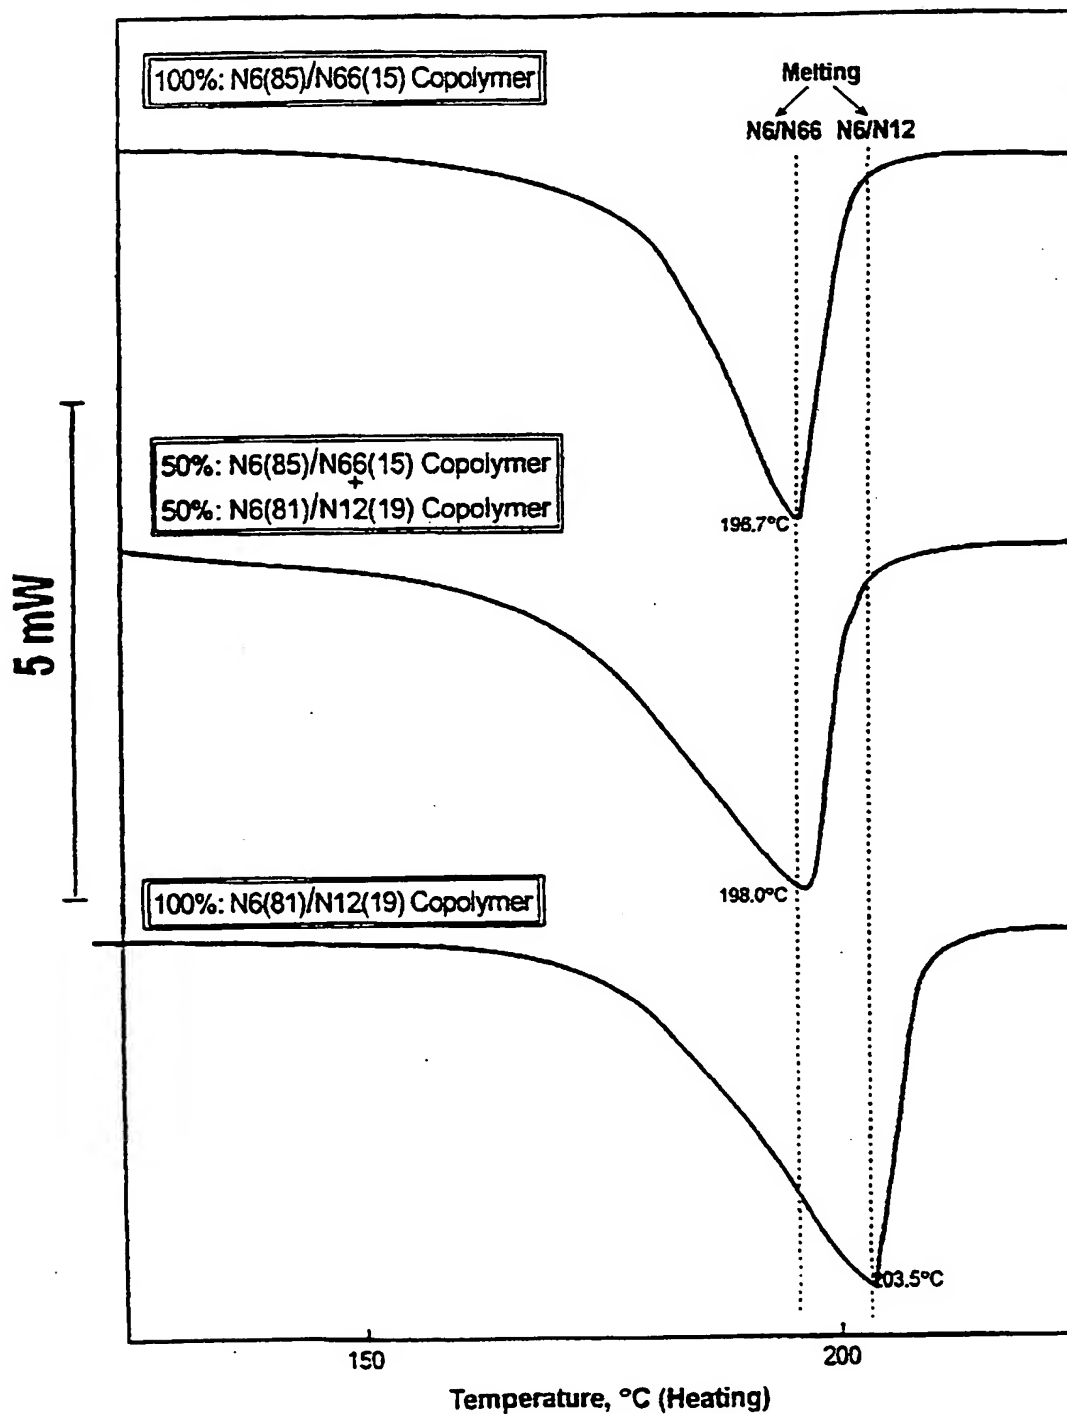 100%: N6(85)/N66(15) Copolymer
Melting
N6/N66 N6/N12
50%: N6(85)/N66(15) Copolymer
+
50%: N6(81)/N12(19) Copolymer
196.7°C
5 mW
198.0°C
100%: N6(81)/N12(19) Copolymer
203.5°C
150
200
Temperature, °C (Heating)